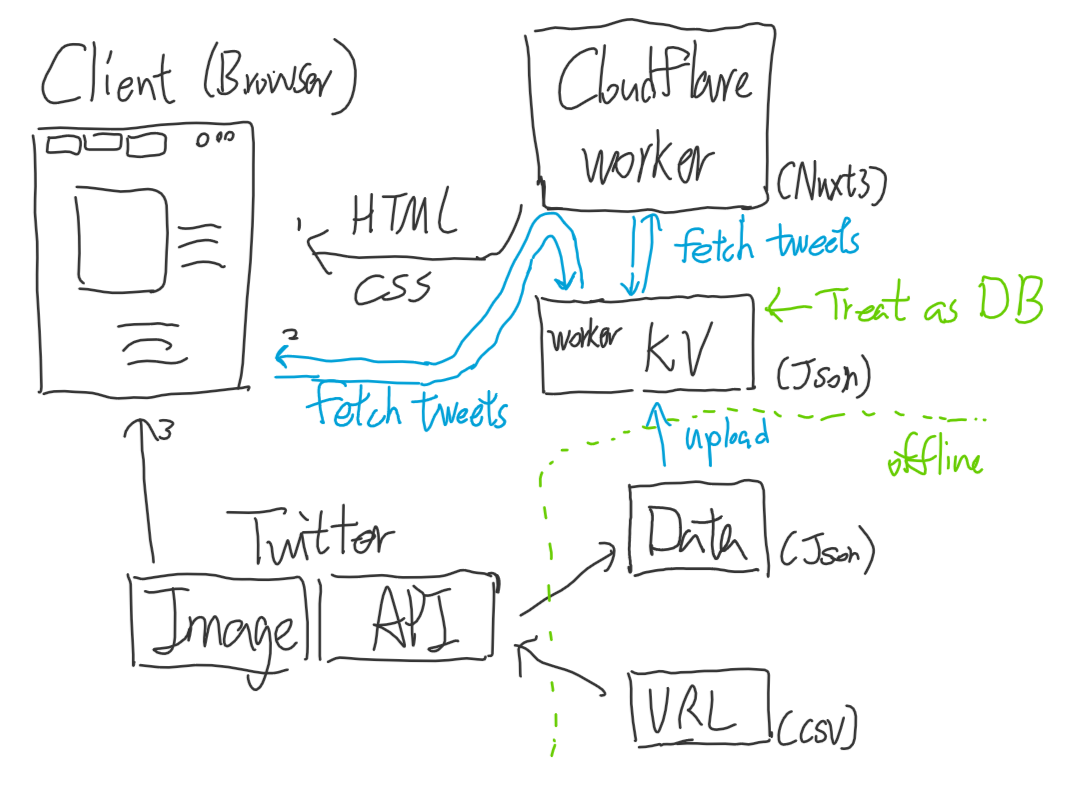 Client (Browser)
Cloudflare
worker
(Nuxt3)
1
HTML
CSS
fetch tweets
← Treat as DB
worker KV
(Json)
2
fetch tweets
upload
offline
3
Twitter
Image
API
Data
(Json)
URL
(CSV)